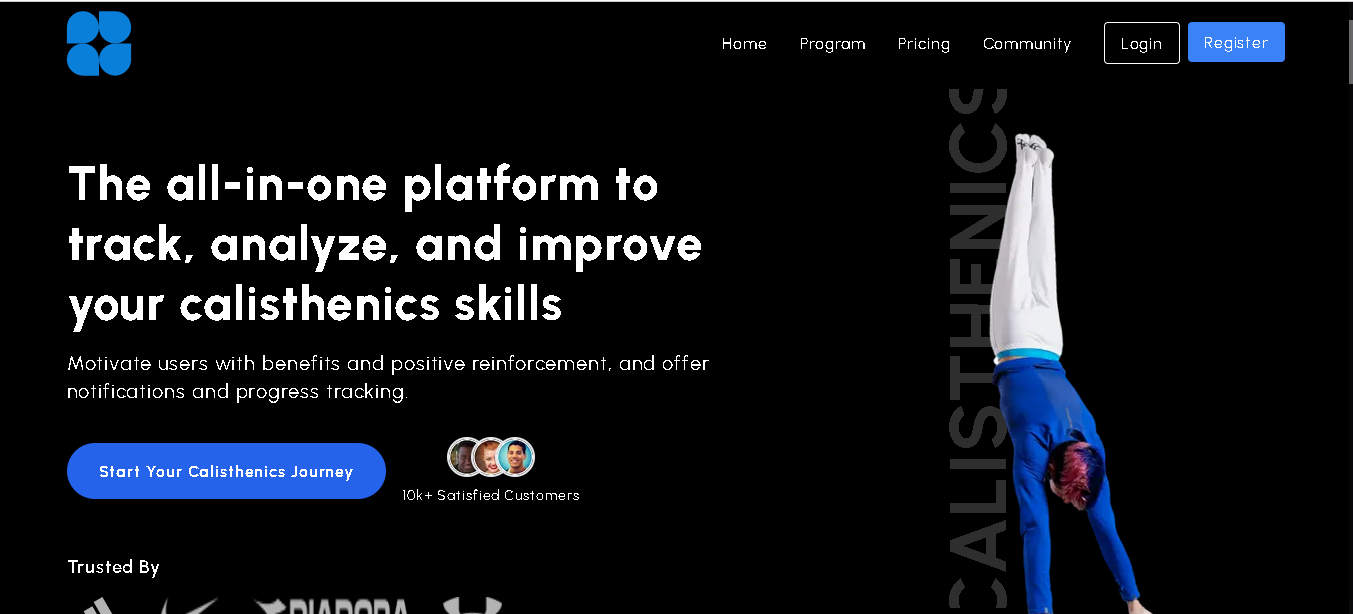 Home Program Pricing Community Login Register
The all-in-one platform to
track, analyze, and improve
your calisthenics skills
Motivate users with benefits and positive reinforcement, and offer
notifications and progress tracking.
Start Your Calisthenics Journey
10k+ Satisfied Customers
Trusted By
DIADORA
CALISTHENICS